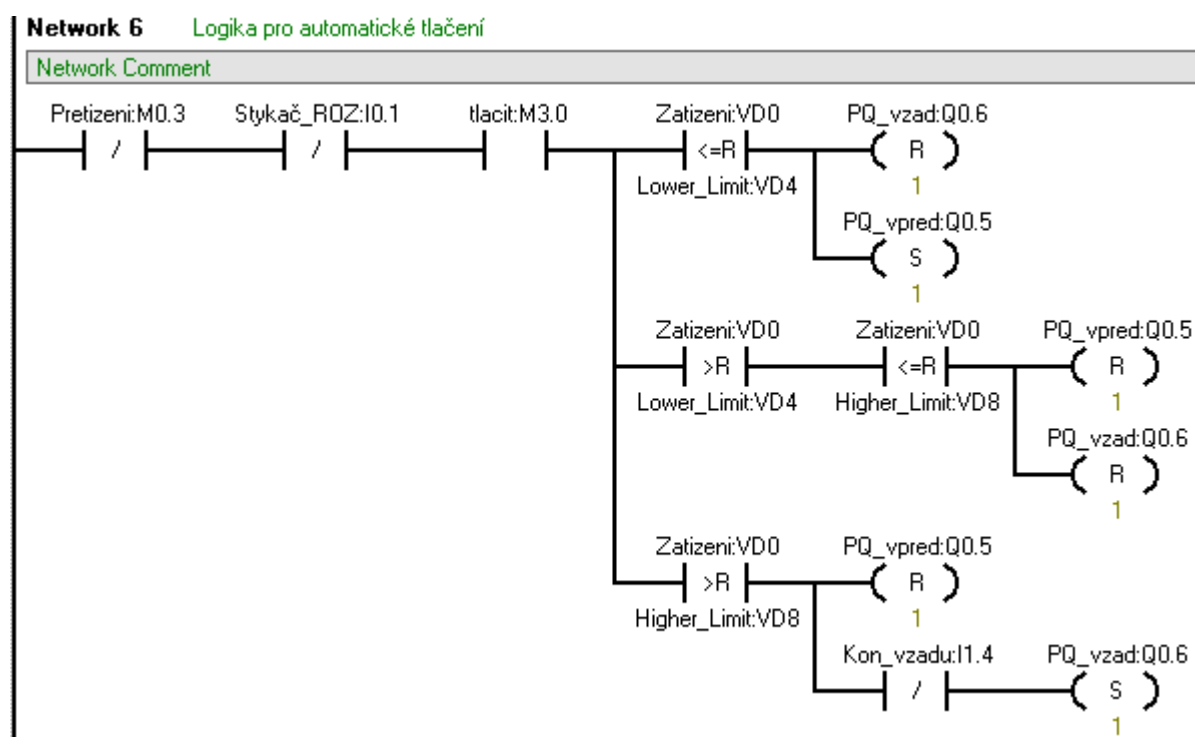 Network 6 Logika pro automatické tlačení
Network Comment
Pretizeni:M0.3 Stykač_ROZ:I0.1 tlacit:M3.0 Zatizeni:VD0 PQ_vzad:Q0.6
/ / <=R R
Lower_Limit:VD4 1
PQ_vpred:Q0.5
S
1
Zatizeni:VD0 Zatizeni:VD0 PQ_vpred:Q0.5
>R <=R R
Lower_Limit:VD4 Higher_Limit:VD8 1
PQ_vzad:Q0.6
R
1
Zatizeni:VD0 PQ_vpred:Q0.5
>R R
Higher_Limit:VD8 1
Kon_vzadu:I1.4 PQ_vzad:Q0.6
/ S
1